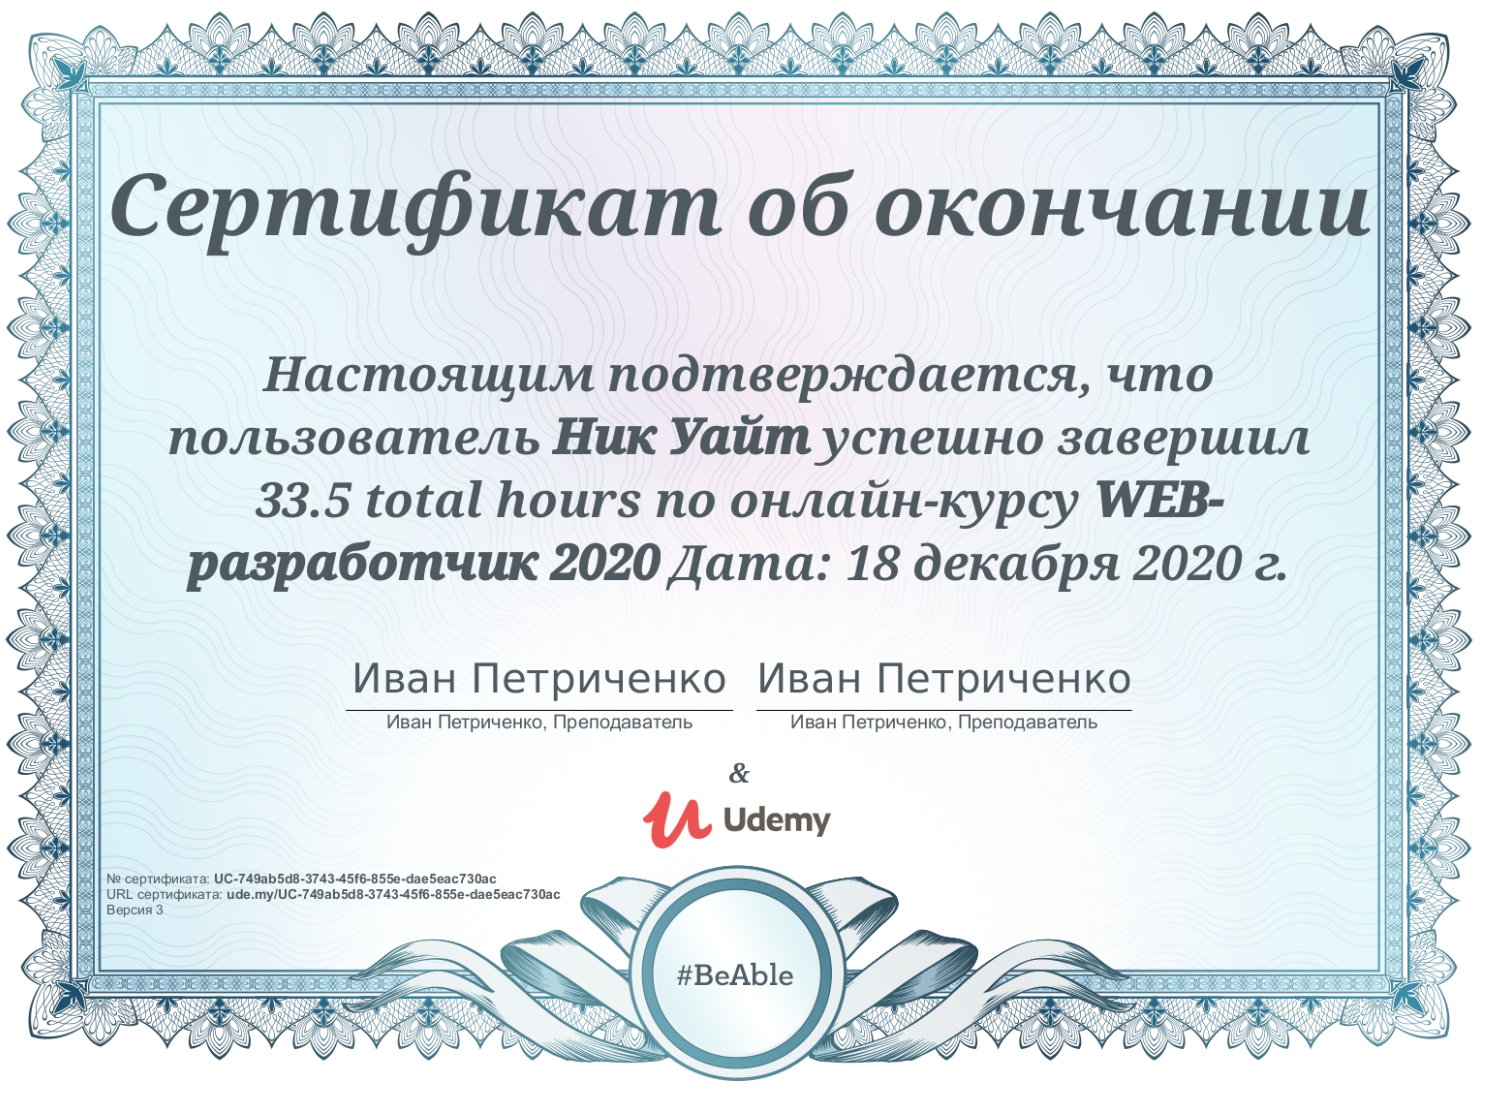 Сертификат об окончании
Настоящим подтверждается, что
пользователь Ник Уайт успешно завершил
33.5 total hours по онлайн-курсу WEB-
разработчик 2020 Дата: 18 декабря 2020 г.
Иван Петриченко Иван Петриченко
Иван Петриченко, Преподаватель Иван Петриченко, Преподаватель
&
Udemy
№ сертификата: UC-749ab5d8-3743-45f6-855e-dae5eac730ac
URL сертификата: ude.my/UC-749ab5d8-3743-45f6-855e-dae5eac730ac
Версия 3
#BeAble